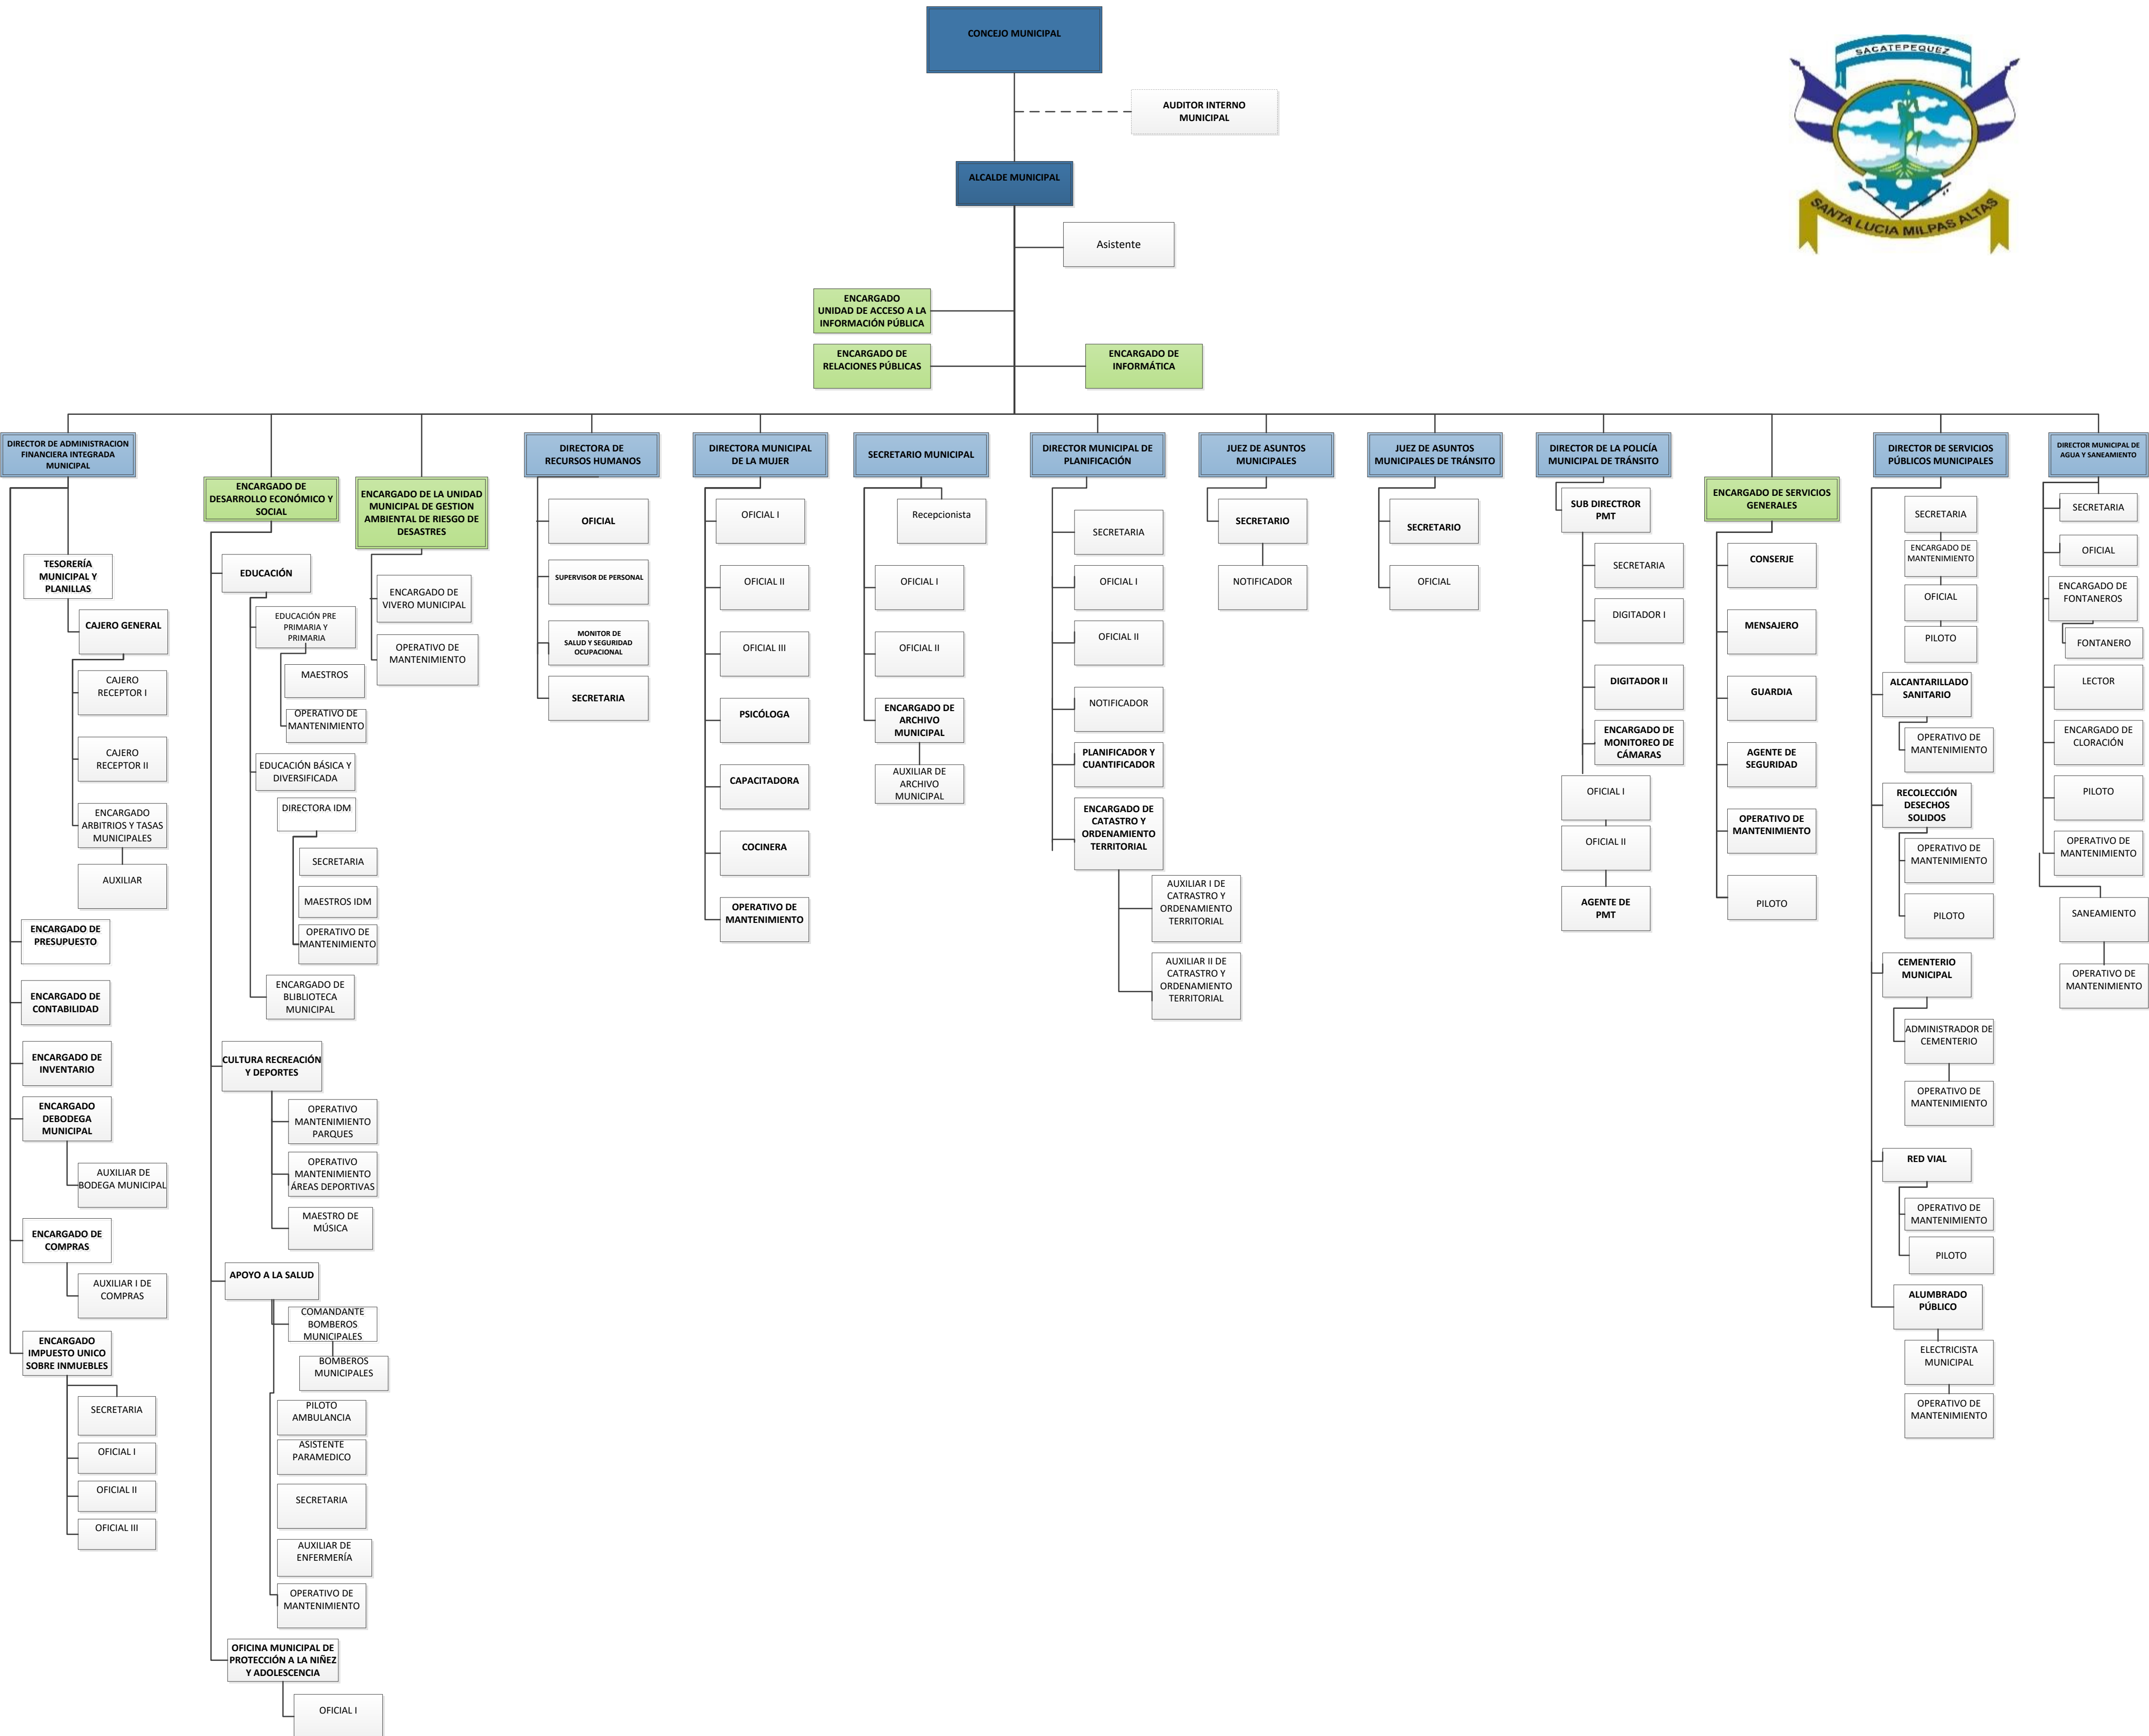 CONCEJO MUNICIPAL
AUDITOR INTERNO
MUNICIPAL
ALCALDE MUNICIPAL
Asistente
ENCARGADO
UNIDAD DE ACCESO A LA
INFORMACIÓN PÚBLICA
ENCARGADO DE
RELACIONES PÚBLICAS
ENCARGADO DE
INFORMÁTICA
SACATEPEQUEZ
SANTA LUCIA MILPAS ALTAS
DIRECTOR DE ADMINISTRACION
FINANCIERA INTEGRADA
MUNICIPAL
TESORERÍA
MUNICIPAL Y
PLANILLAS
CAJERO GENERAL
CAJERO
RECEPTOR I
CAJERO
RECEPTOR II
ENCARGADO
ARBITRIOS Y TASAS
MUNICIPALES
AUXILIAR
ENCARGADO DE
PRESUPUESTO
ENCARGADO DE
CONTABILIDAD
ENCARGADO DE
INVENTARIO
ENCARGADO
DEBODEGA
MUNICIPAL
AUXILIAR DE
BODEGA MUNICIPAL
ENCARGADO DE
COMPRAS
AUXILIAR I DE
COMPRAS
ENCARGADO
IMPUESTO UNICO
SOBRE INMUEBLES
SECRETARIA
OFICIAL I
OFICIAL II
OFICIAL III
ENCARGADO DE
DESARROLLO ECONÓMICO Y
SOCIAL
EDUCACIÓN
EDUCACIÓN PRE
PRIMARIA Y
PRIMARIA
MAESTROS
OPERATIVO DE
MANTENIMIENTO
EDUCACIÓN BÁSICA Y
DIVERSIFICADA
DIRECTORA IDM
SECRETARIA
MAESTROS IDM
OPERATIVO DE
MANTENIMIENTO
ENCARGADO DE
BLIBLIOTECA
MUNICIPAL
CULTURA RECREACIÓN
Y DEPORTES
OPERATIVO
MANTENIMIENTO
PARQUES
OPERATIVO
MANTENIMIENTO
ÁREAS DEPORTIVAS
MAESTRO DE
MÚSICA
APOYO A LA SALUD
COMANDANTE
BOMBEROS
MUNICIPALES
BOMBEROS
MUNICIPALES
PILOTO
AMBULANCIA
ASISTENTE
PARAMEDICO
SECRETARIA
AUXILIAR DE
ENFERMERÍA
OPERATIVO DE
MANTENIMIENTO
OFICINA MUNICIPAL DE
PROTECCIÓN A LA NIÑEZ
Y ADOLESCENCIA
OFICIAL I
ENCARGADO DE LA UNIDAD
MUNICIPAL DE GESTION
AMBIENTAL DE RIESGO DE
DESASTRES
ENCARGADO DE
VIVERO MUNICIPAL
OPERATIVO DE
MANTENIMIENTO
DIRECTORA DE
RECURSOS HUMANOS
OFICIAL
SUPERVISOR DE PERSONAL
MONITOR DE
SALUD Y SEGURIDAD
OCUPACIONAL
SECRETARIA
DIRECTORA MUNICIPAL
DE LA MUJER
OFICIAL I
OFICIAL II
OFICIAL III
PSICÓLOGA
CAPACITADORA
COCINERA
OPERATIVO DE
MANTENIMIENTO
SECRETARIO MUNICIPAL
Recepcionista
OFICIAL I
OFICIAL II
ENCARGADO DE
ARCHIVO
MUNICIPAL
AUXILIAR DE
ARCHIVO
MUNICIPAL
DIRECTOR MUNICIPAL DE
PLANIFICACIÓN
SECRETARIA
OFICIAL I
OFICIAL II
NOTIFICADOR
PLANIFICADOR Y
CUANTIFICADOR
ENCARGADO DE
CATASTRO Y
ORDENAMIENTO
TERRITORIAL
AUXILIAR I DE
CATRASTRO Y
ORDENAMIENTO
TERRITORIAL
AUXILIAR II DE
CATRASTRO Y
ORDENAMIENTO
TERRITORIAL
JUEZ DE ASUNTOS
MUNICIPALES
SECRETARIO
NOTIFICADOR
JUEZ DE ASUNTOS
MUNICIPALES DE TRÁNSITO
SECRETARIO
OFICIAL
DIRECTOR DE LA POLICÍA
MUNICIPAL DE TRÁNSITO
SUB DIRECTROR
PMT
SECRETARIA
DIGITADOR I
DIGITADOR II
ENCARGADO DE
MONITOREO DE
CÁMARAS
OFICIAL I
OFICIAL II
AGENTE DE
PMT
ENCARGADO DE SERVICIOS
GENERALES
CONSERJE
MENSAJERO
GUARDIA
AGENTE DE
SEGURIDAD
OPERATIVO DE
MANTENIMIENTO
PILOTO
DIRECTOR DE SERVICIOS
PÚBLICOS MUNICIPALES
SECRETARIA
ENCARGADO DE
MANTENIMIENTO
OFICIAL
PILOTO
ALCANTARILLADO
SANITARIO
OPERATIVO DE
MANTENIMIENTO
RECOLECCIÓN
DESECHOS
SOLIDOS
OPERATIVO DE
MANTENIMIENTO
PILOTO
CEMENTERIO
MUNICIPAL
ADMINISTRADOR DE
CEMENTERIO
OPERATIVO DE
MANTENIMIENTO
RED VIAL
OPERATIVO DE
MANTENIMIENTO
PILOTO
ALUMBRADO
PÚBLICO
ELECTRICISTA
MUNICIPAL
OPERATIVO DE
MANTENIMIENTO
DIRECTOR MUNICIPAL DE
AGUA Y SANEAMIENTO
SECRETARIA
OFICIAL
ENCARGADO DE
FONTANEROS
FONTANERO
LECTOR
ENCARGADO DE
CLORACIÓN
PILOTO
OPERATIVO DE
MANTENIMIENTO
SANEAMIENTO
OPERATIVO DE
MANTENIMIENTO